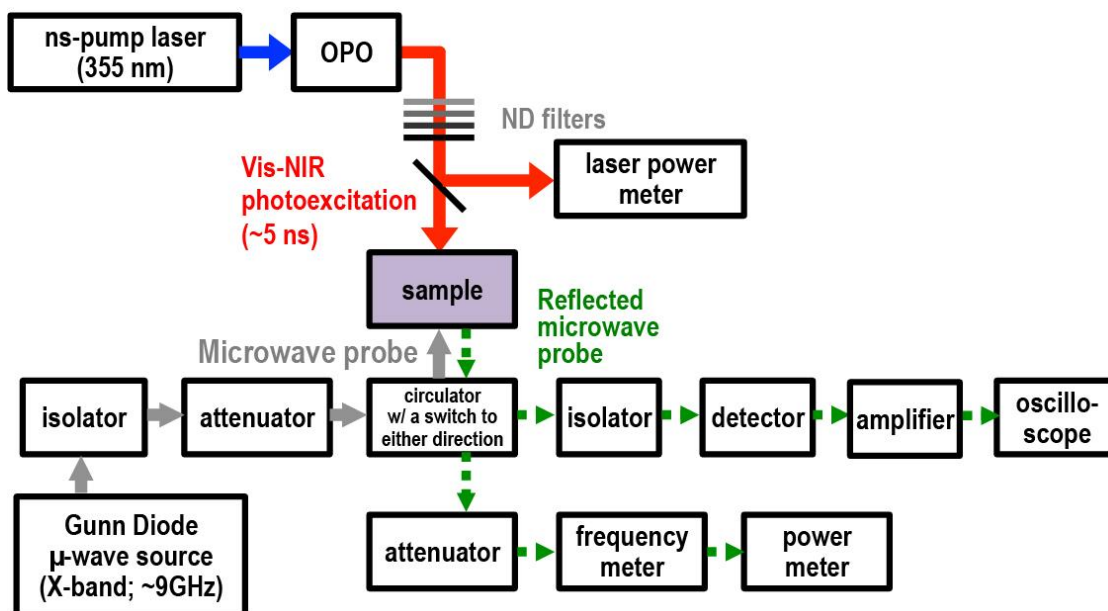 ns-pump laser
(355 nm)
OPO
ND filters
Vis-NIR
photoexcitation
(~5 ns)
laser power
meter
sample
Reflected
microwave
probe
Microwave probe
isolator
attenuator
circulator
w/ a switch to
either direction
isolator
detector
amplifier
oscillo-
scope
Gunn Diode
μ-wave source
(X-band; ~9GHz)
attenuator
frequency
meter
power
meter